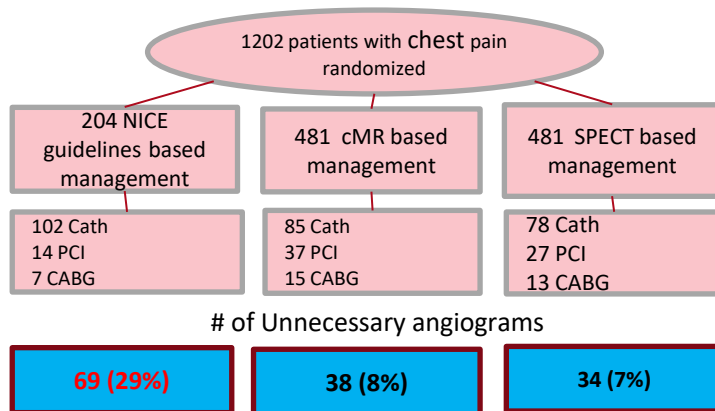 1202 patients with chest pain
randomized
204 NICE
guidelines based
management
481 cMR based
management
481 SPECT based
management
102 Cath
14 PCI
7 CABG
85 Cath
37 PCI
15 CABG
78 Cath
27 PCI
13 CABG
# of Unnecessary angiograms
69 (29%)
38 (8%)
34 (7%)